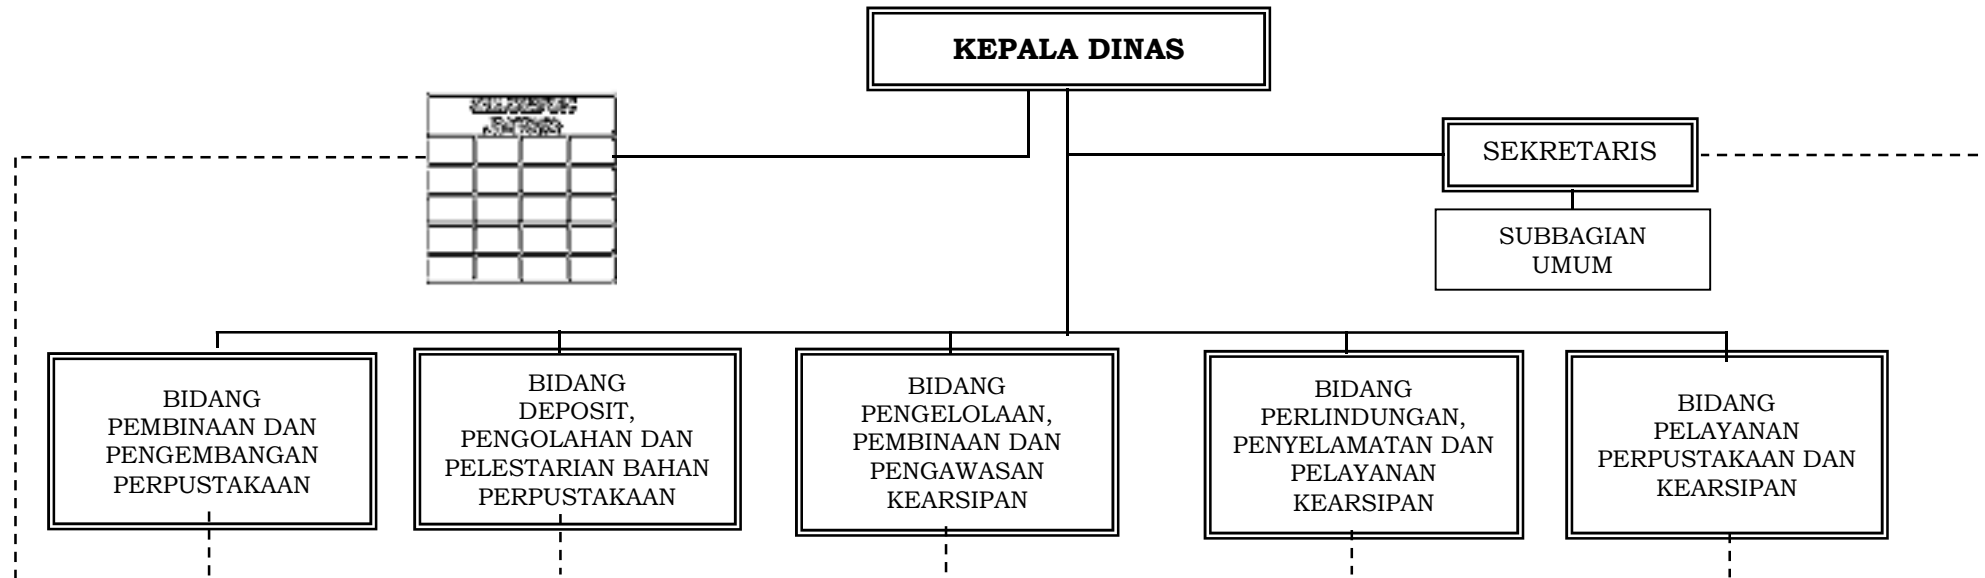 KEPALA DINAS
SEKRETARIS
SUBBAGIAN
UMUM
BIDANG
PEMBINAAN DAN
PENGEMBANGAN
PERPUSTAKAAN
BIDANG
DEPOSIT,
PENGOLAHAN DAN
PELESTARIAN BAHAN
PERPUSTAKAAN
BIDANG
PENGELOLAAN,
PEMBINAAN DAN
PENGAWASAN
KEARSIPAN
BIDANG
PERLINDUNGAN,
PENYELAMATAN DAN
PELAYANAN
KEARSIPAN
BIDANG
PELAYANAN
PERPUSTAKAAN DAN
KEARSIPAN